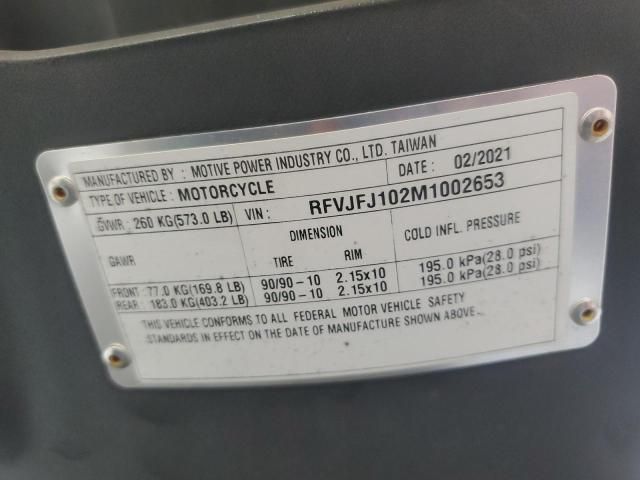 MANUFACTURED BY : MOTIVE POWER INDUSTRY CO., LTD. TAIWAN
TYPE OF VEHICLE : MOTORCYCLE DATE : 02/2021
GVWR : 260 KG(573.0 LB) VIN : RFVJFJ102M1002653
GAWR DIMENSION COLD INFL. PRESSURE
TIRE RIM
FRONT : 77.0 KG(169.8 LB) 90/90-10 2.15x10 195.0 kPa(28.0 psi)
REAR : 183.0 KG(403.2 LB) 90/90-10 2.15x10 195.0 kPa(28.0 psi)
THIS VEHICLE CONFORMS TO ALL FEDERAL MOTOR VEHICLE SAFETY
STANDARDS IN EFFECT ON THE DATE OF MANUFACTURE SHOWN ABOVE.